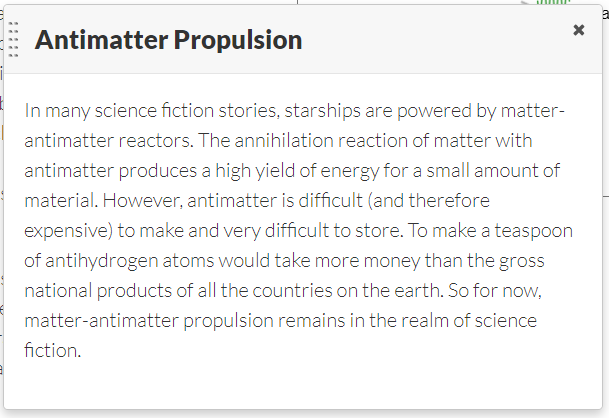 Antimatter Propulsion
In many science fiction stories, starships are powered by matter-
antimatter reactors. The annihilation reaction of matter with
antimatter produces a high yield of energy for a small amount of
material. However, antimatter is difficult (and therefore
expensive) to make and very difficult to store. To make a teaspoon
of antihydrogen atoms would take more money than the gross
national products of all the countries on the earth. So for now,
matter-antimatter propulsion remains in the realm of science
fiction.